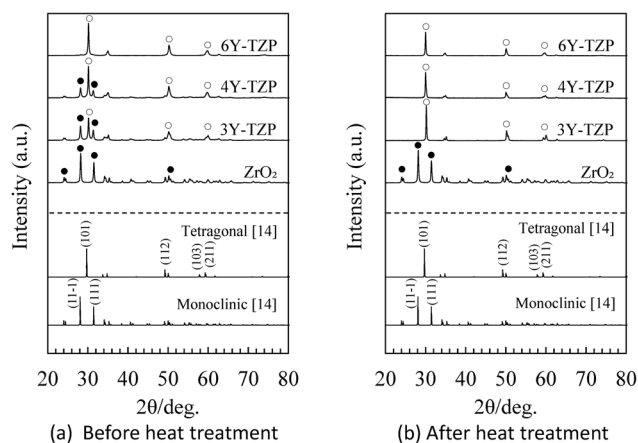 6Y-TZP
4Y-TZP
3Y-TZP
ZrO₂
Tetragonal [14]
(101)
(112)
(103)
(211)
Monoclinic [14]
(11-1)
(111)
Intensity (a.u.)
20 30 40 50 60 70 80
2θ/deg.
(a) Before heat treatment
6Y-TZP
4Y-TZP
3Y-TZP
ZrO₂
Tetragonal [14]
(101)
(112)
(103)
(211)
Monoclinic [14]
(11-1)
(111)
Intensity (a.u.)
20 30 40 50 60 70 80
2θ/deg.
(b) After heat treatment